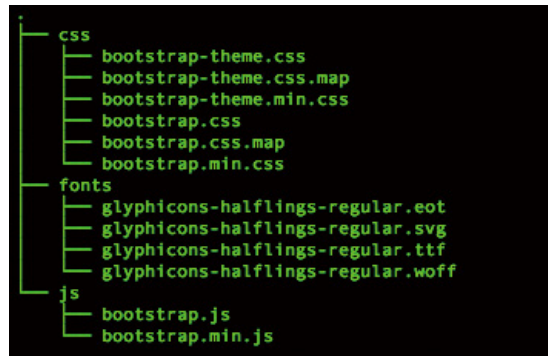 .
├── css
│   ├── bootstrap-theme.css
│   ├── bootstrap-theme.css.map
│   ├── bootstrap-theme.min.css
│   ├── bootstrap.css
│   ├── bootstrap.css.map
│   └── bootstrap.min.css
├── fonts
│   ├── glyphicons-halflings-regular.eot
│   ├── glyphicons-halflings-regular.svg
│   ├── glyphicons-halflings-regular.ttf
│   └── glyphicons-halflings-regular.woff
└── js
    ├── bootstrap.js
    └── bootstrap.min.js